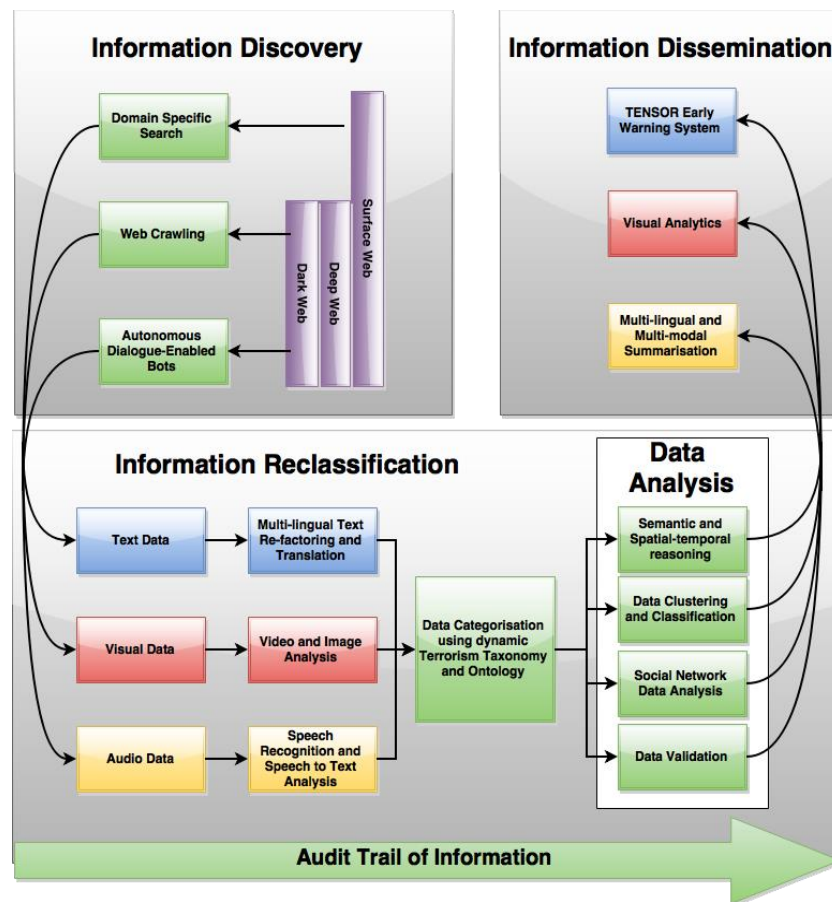 Information Discovery
Domain Specific
Search
Web Crawling
Autonomous
Dialogue-Enabled
Bots
Dark Web
Deep Web
Surface Web
Information Dissemination
TENSOR Early
Warning System
Visual Analytics
Multi-lingual and
Multi-modal
Summarisation
Information Reclassification
Text Data
Multi-lingual Text
Re-factoring and
Translation
Visual Data
Video and Image
Analysis
Audio Data
Speech
Recognition and
Speech to Text
Analysis
Data Categorisation
using dynamic
Terrorism Taxonomy
and Ontology
Data
Analysis
Semantic and
Spatial-temporal
reasoning
Data Clustering
and Classification
Social Network
Data Analysis
Data Validation
Audit Trail of Information